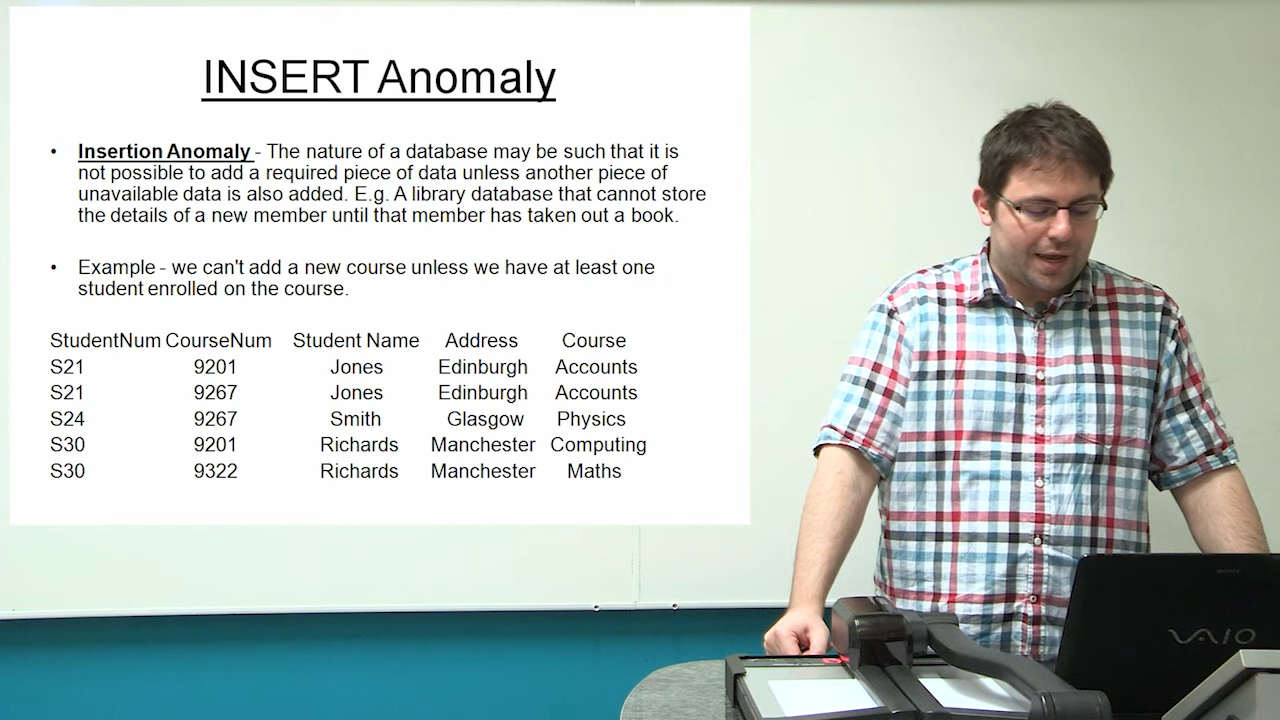 INSERT Anomaly
• Insertion Anomaly - The nature of a database may be such that it is
not possible to add a required piece of data unless another piece of
unavailable data is also added. E.g. A library database that cannot store
the details of a new member until that member has taken out a book.
• Example - we can't add a new course unless we have at least one
student enrolled on the course.
StudentNum CourseNum Student Name Address Course
S21 9201 Jones Edinburgh Accounts
S21 9267 Jones Edinburgh Accounts
S24 9267 Smith Glasgow Physics
S30 9201 Richards Manchester Computing
S30 9322 Richards Manchester Maths
SONY
VAIO